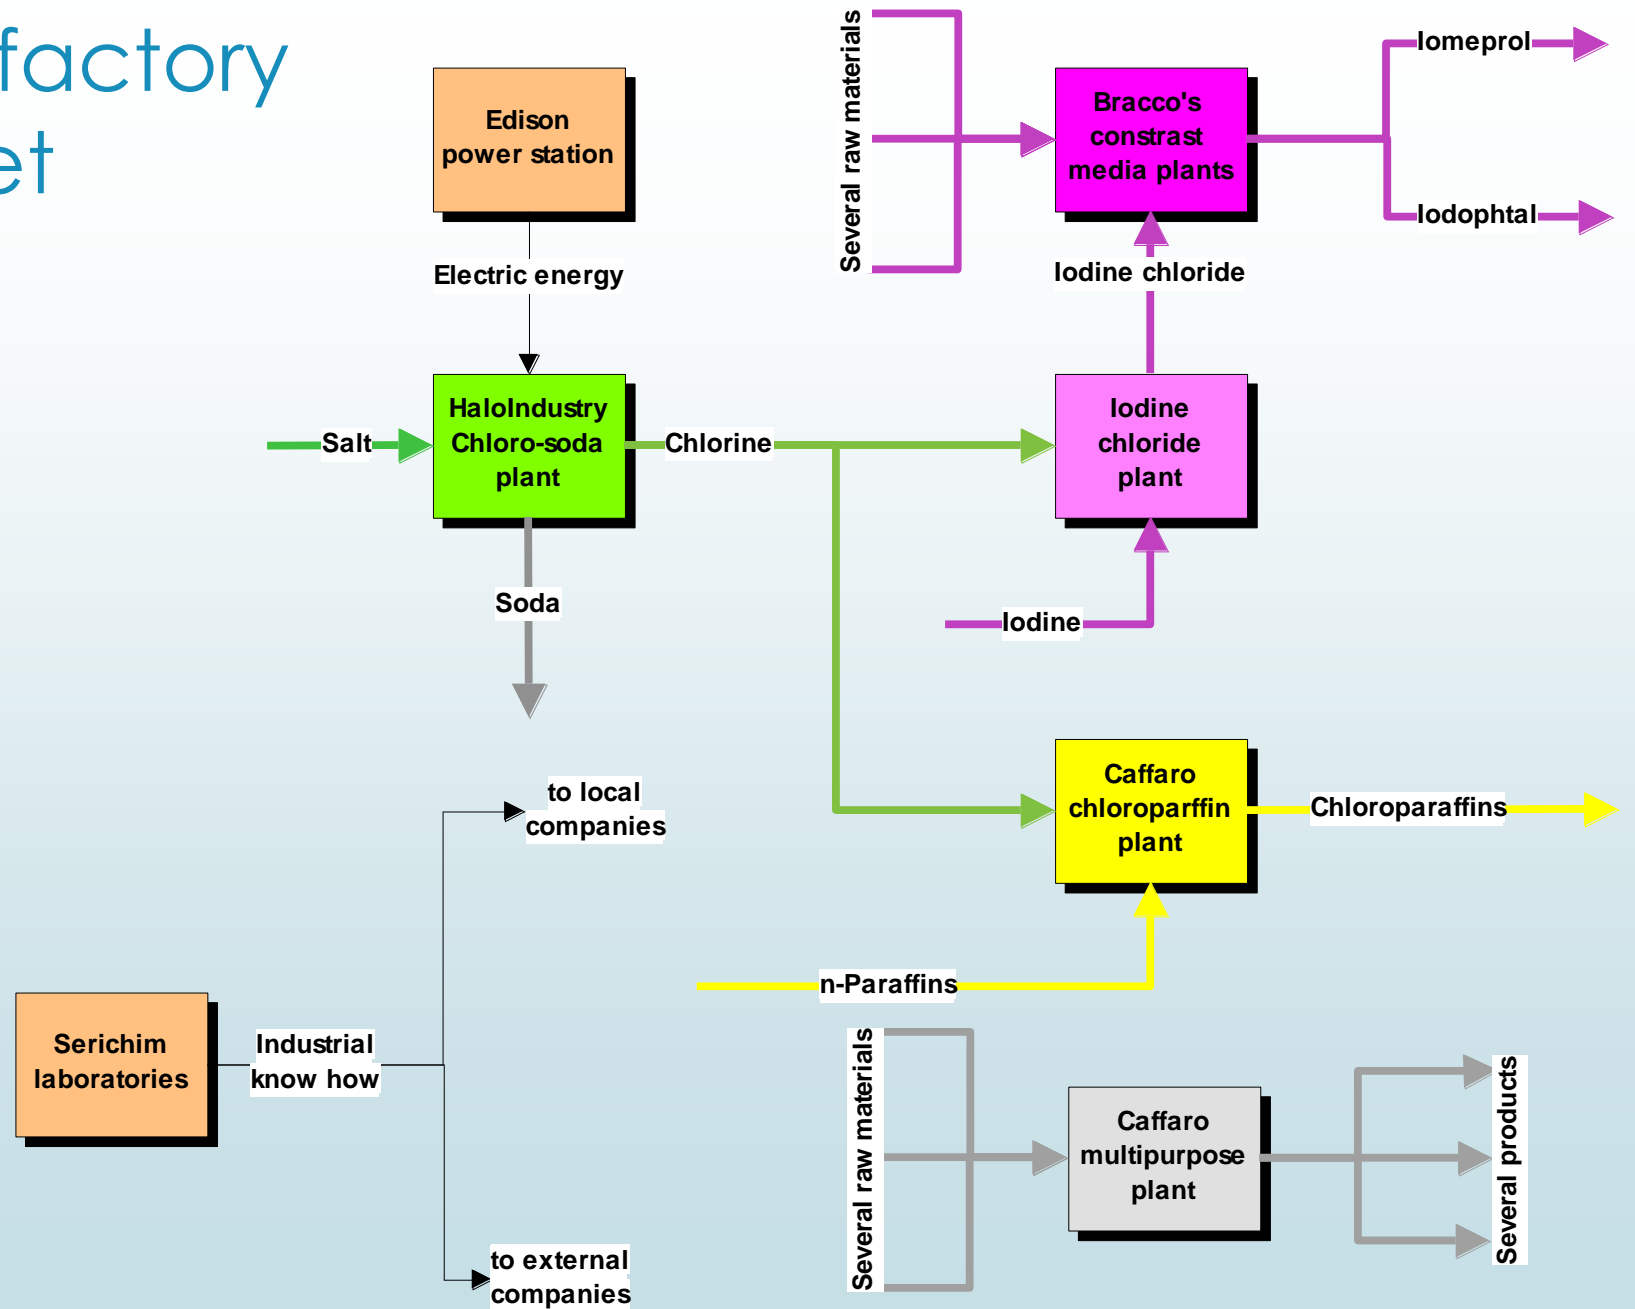 factory
et
Edison
power station
Electric energy
Salt
HaloIndustry
Chloro-soda
plant
Chlorine
Soda
Several raw materials
Bracco's
constrast
media plants
Iomeprol
Iodophtal
Iodine chloride
Iodine
chloride
plant
Iodine
Caffaro
chloroparffin
plant
Chloroparaffins
n-Paraffins
to local
companies
Serichim
laboratories
Industrial
know how
to external
companies
Several raw materials
Caffaro
multipurpose
plant
Several products